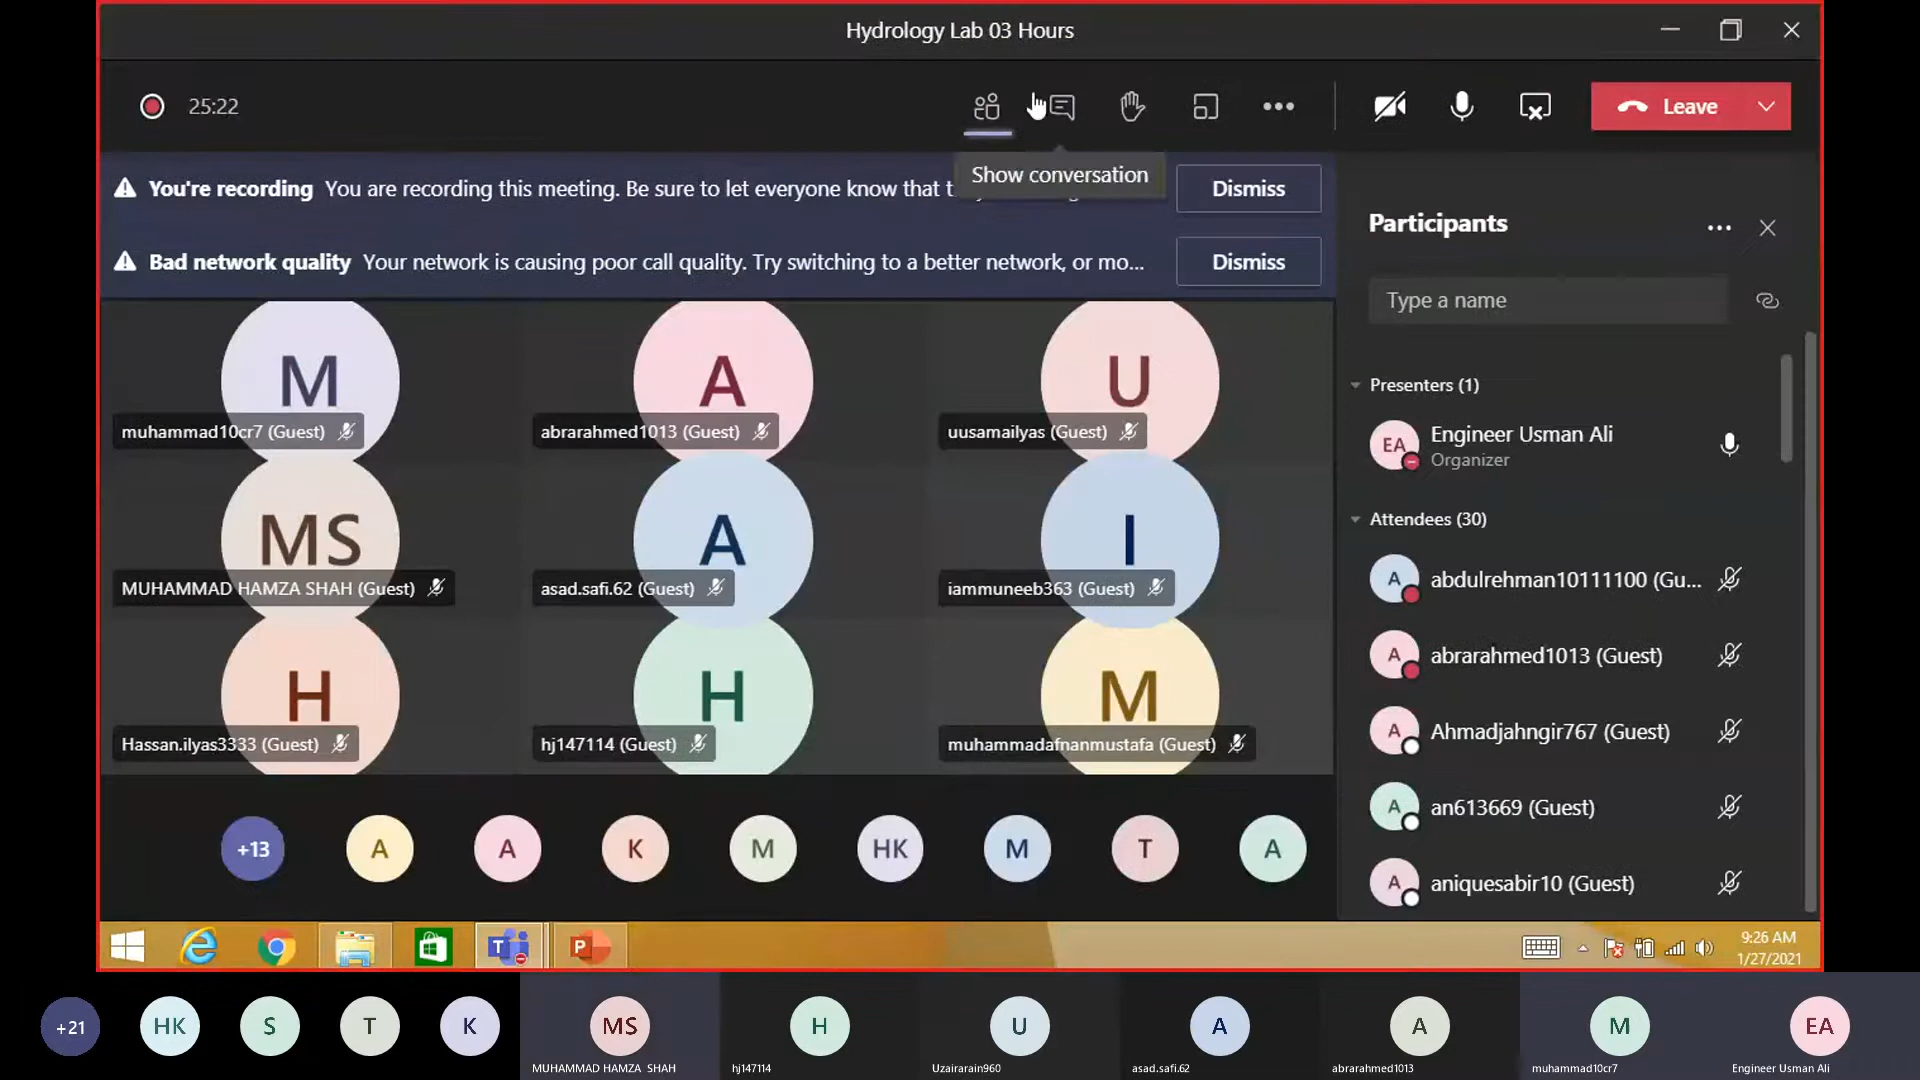 Hydrology Lab 03 Hours
25:22
Leave
Show conversation
You're recording You are recording this meeting. Be sure to let everyone know that
Dismiss
Bad network quality Your network is causing poor call quality. Try switching to a better network, or mo...
Dismiss
M
muhammad10cr7 (Guest)
A
abrarahmed1013 (Guest)
U
uusamailyas (Guest)
MS
MUHAMMAD HAMZA SHAH (Guest)
A
asad.safi.62 (Guest)
I
iammuneeb363 (Guest)
H
Hassan.ilyas3333 (Guest)
H
hj147114 (Guest)
M
muhammadafnanmustafa (Guest)
+13
A
A
K
M
HK
M
T
A
Participants
Type a name
Presenters (1)
EA
Engineer Usman Ali
Organizer
Attendees (30)
A
abdulrehman10111100 (Gu...
A
abrarahmed1013 (Guest)
A
Ahmadjahngir767 (Guest)
A
an613669 (Guest)
A
aniquesabir10 (Guest)
9:26 AM
1/27/2021
+21
HK
S
T
K
MS
MUHAMMAD HAMZA SHAH
H
hj147114
U
Uzairarain960
A
asad.safi.62
A
abrarahmed1013
M
muhammad10cr7
EA
Engineer Usman Ali